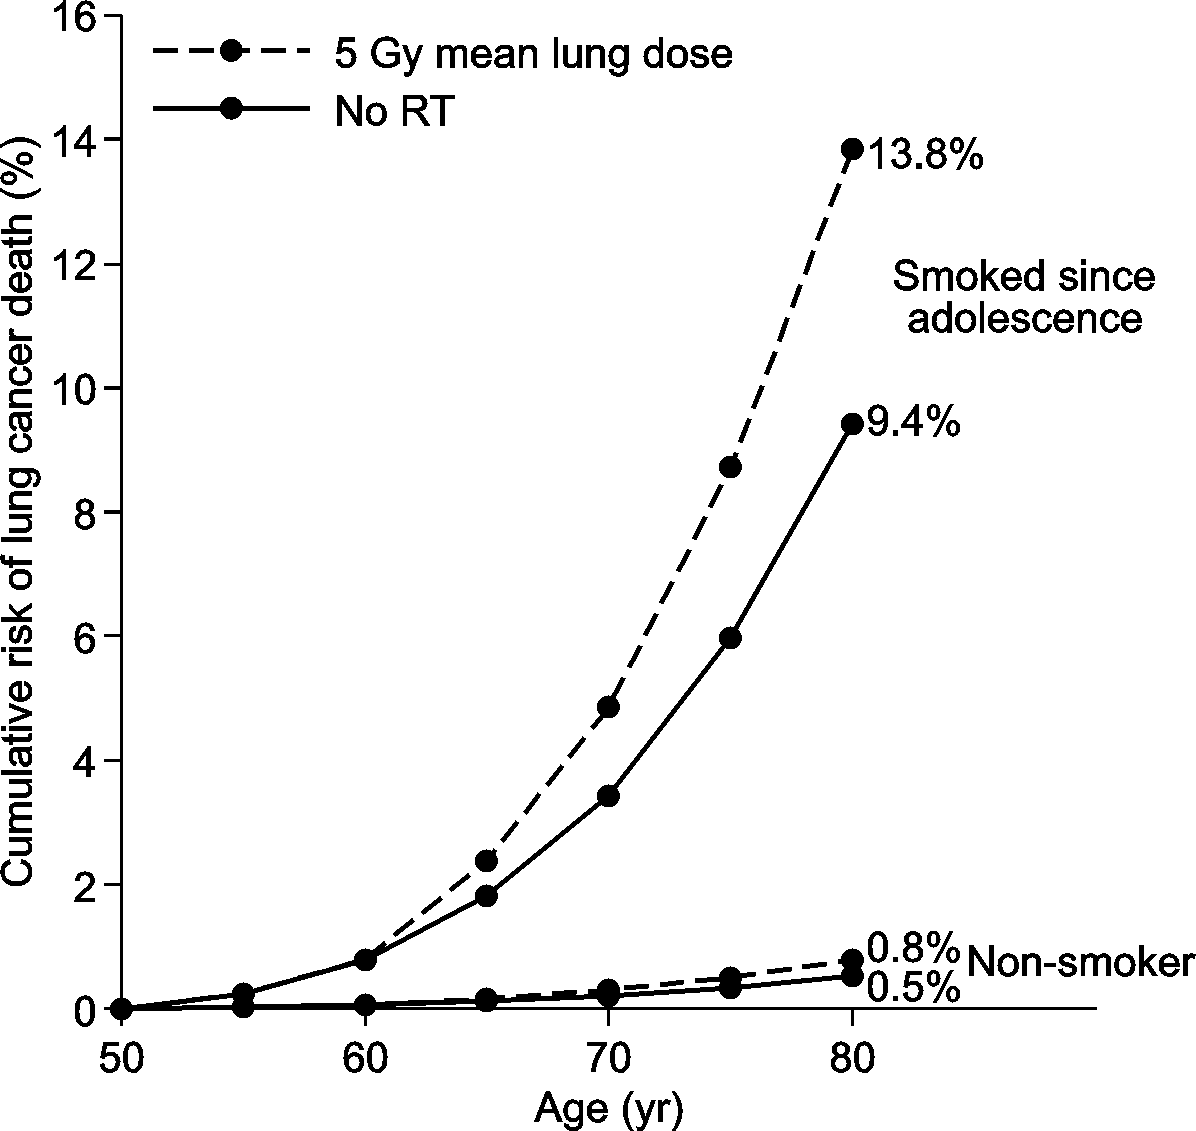 16
14
12
10
8
6
4
2
0
Cumulative risk of lung cancer death (%)
5 Gy mean lung dose
No RT
13.8%
Smoked since
adolescence
9.4%
0.8%
Non-smoker
0.5%
50 60 70 80
Age (yr)